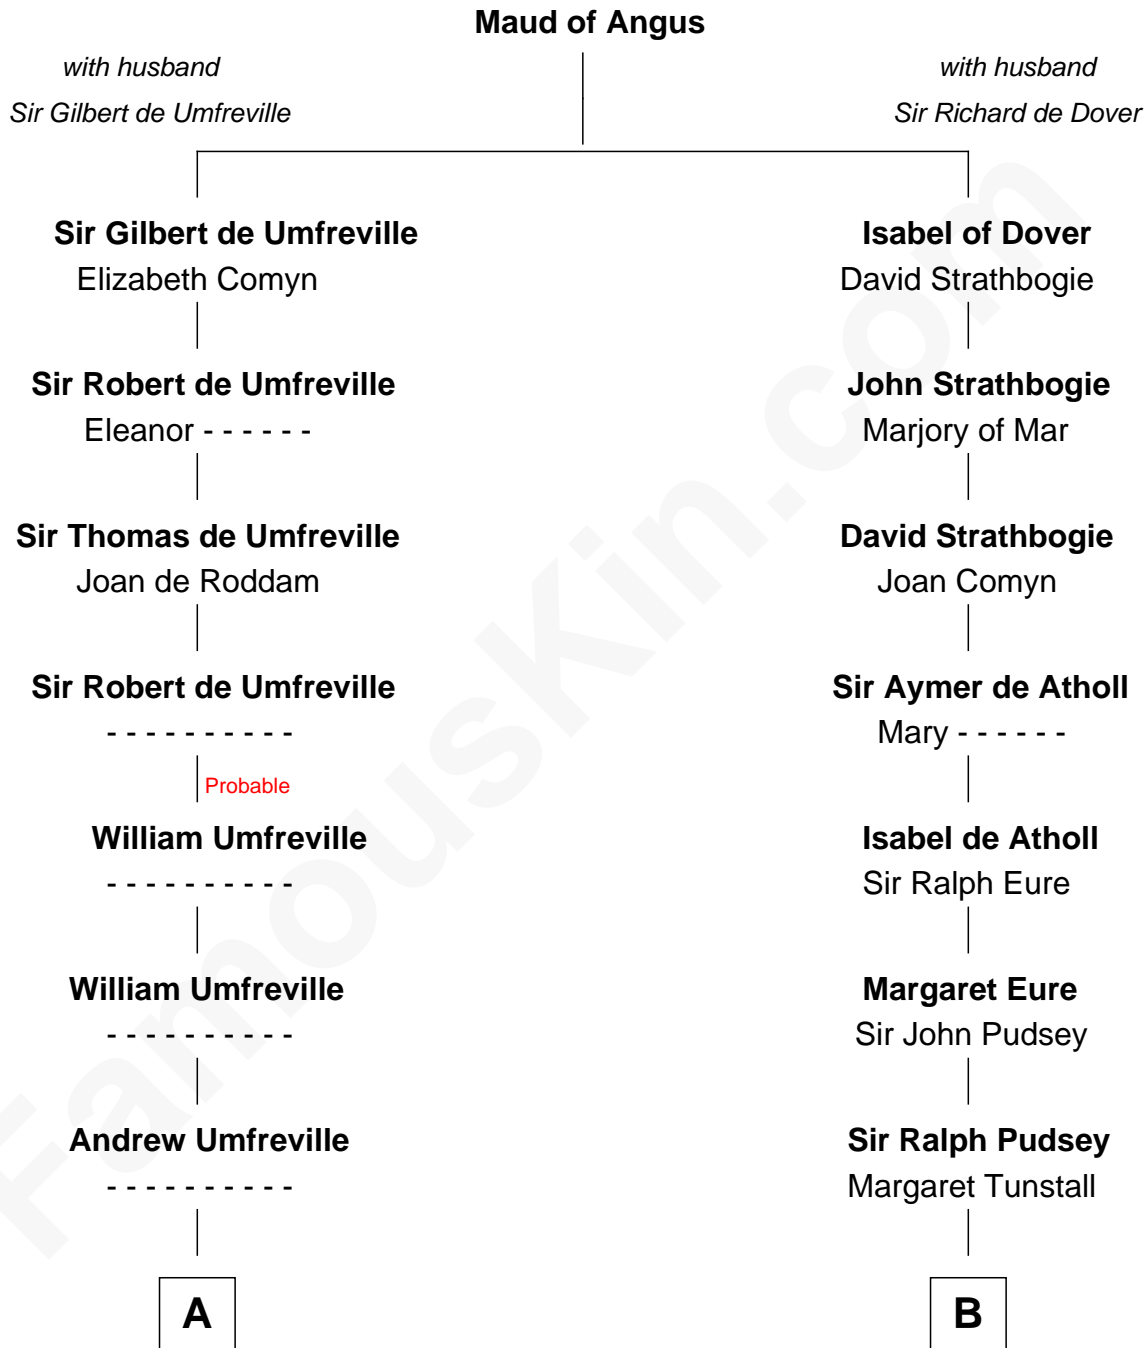 Maud of Angus
with husband
Sir Gilbert de Umfreville
with husband
Sir Richard de Dover
Sir Gilbert de Umfreville
Elizabeth Comyn
Isabel of Dover
David Strathbogie
Sir Robert de Umfreville
Eleanor - - - - - -
John Strathbogie
Marjory of Mar
Sir Thomas de Umfreville
Joan de Roddam
David Strathbogie
Joan Comyn
Sir Robert de Umfreville
- - - - - - - - - -
Sir Aymer de Atholl
Mary - - - - - -
Probable
William Umfreville
- - - - - - - - - -
Isabel de Atholl
Sir Ralph Eure
William Umfreville
- - - - - - - - - -
Margaret Eure
Sir John Pudsey
Andrew Umfreville
- - - - - - - - - -
Sir Ralph Pudsey
Margaret Tunstall
A
B
FamousKin.com